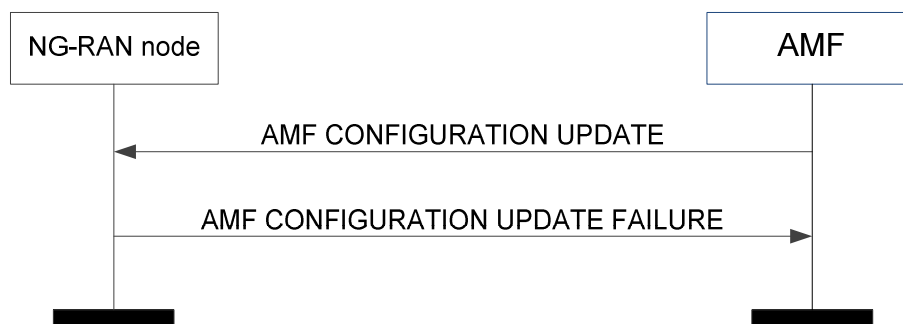 NG-RAN node
AMF
AMF CONFIGURATION UPDATE
AMF CONFIGURATION UPDATE FAILURE